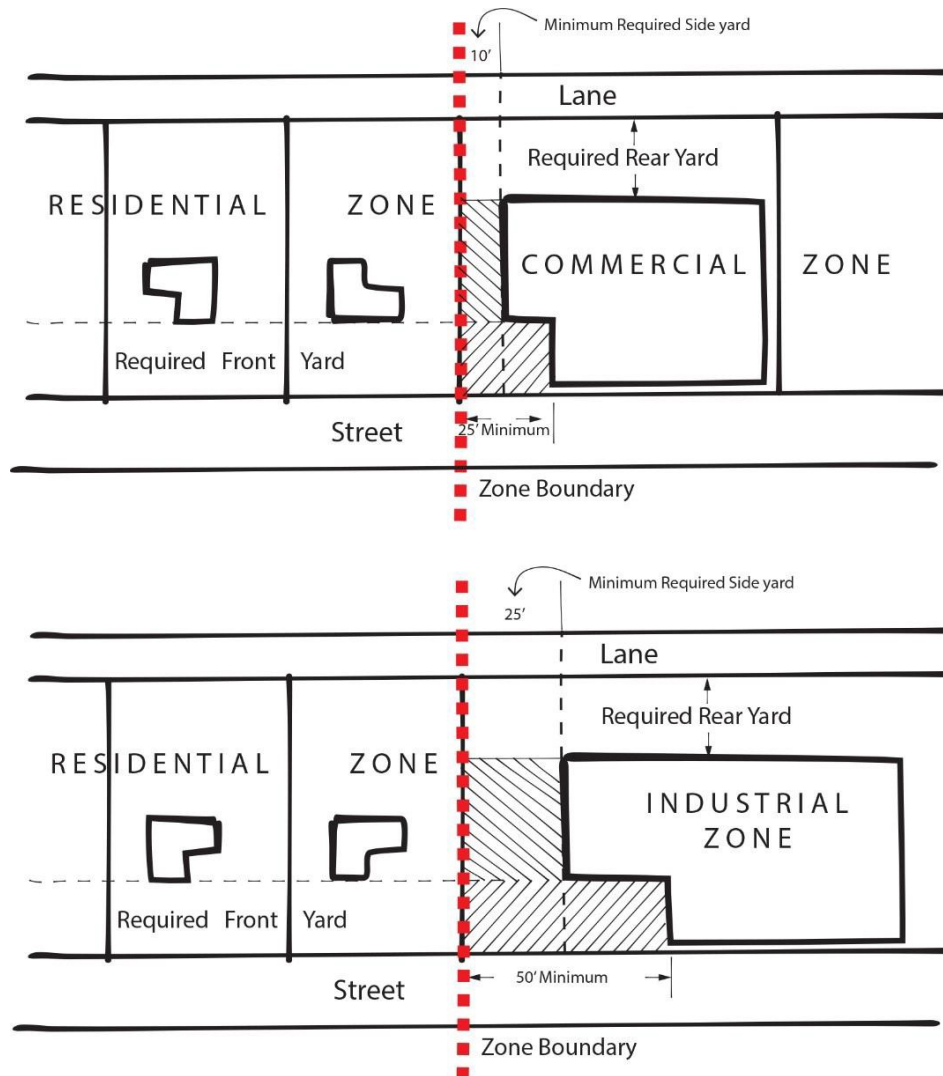 Minimum Required Side yard
10'
Lane
Required Rear Yard
RESIDENTIAL ZONE
COMMERCIAL ZONE
Required Front Yard
Street
25' Minimum
Zone Boundary
Minimum Required Side yard
25'
Lane
Required Rear Yard
RESIDENTIAL ZONE
INDUSTRIAL
ZONE
Required Front Yard
50' Minimum
Street
Zone Boundary